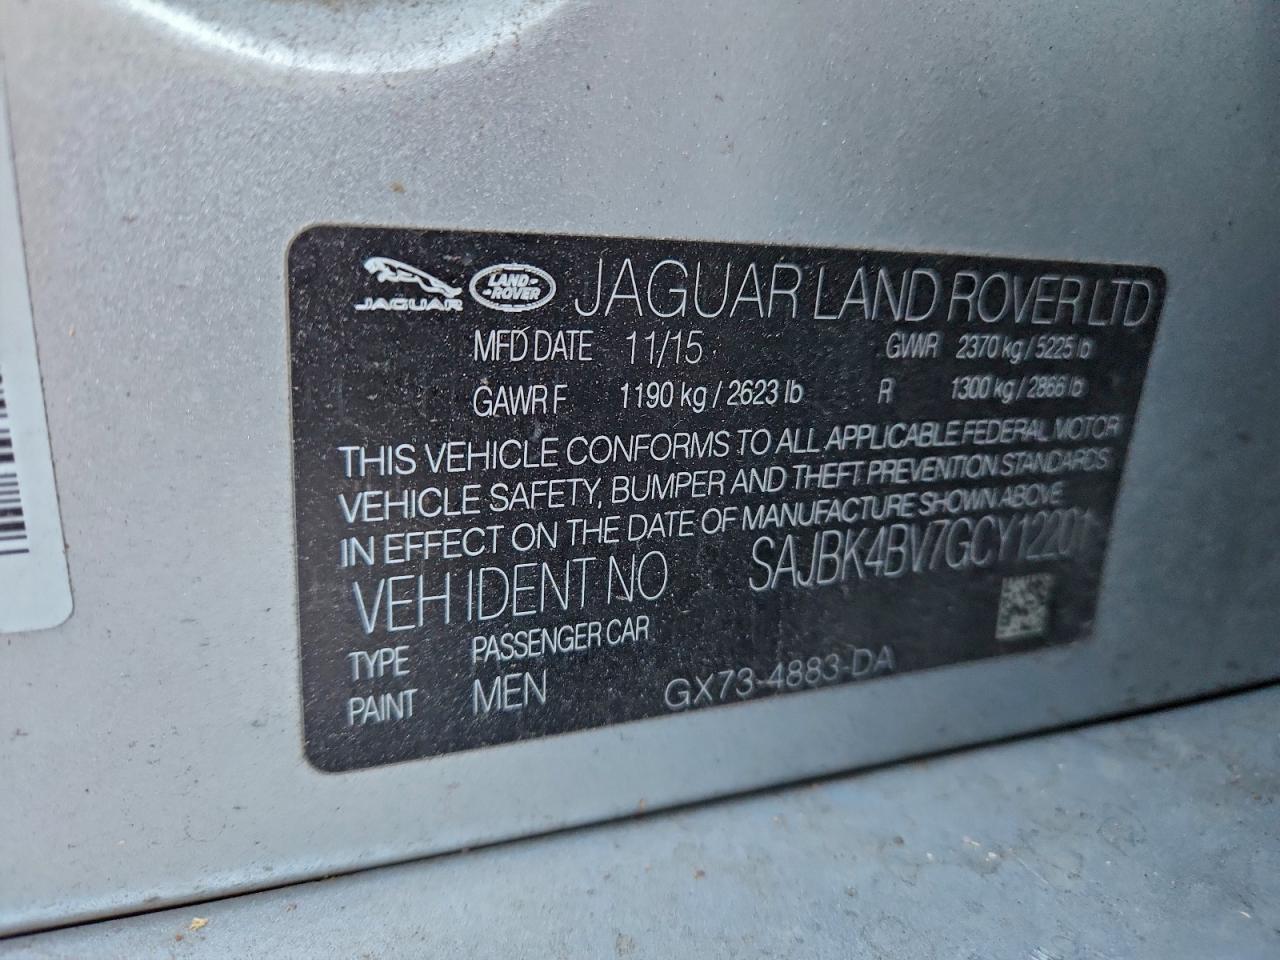 JAGUAR LAND-ROVER JAGUAR LAND ROVER LTD
MFD DATE 11/15 GVWR 2370 kg / 5225 lb
GAWR F 1190 kg / 2623 lb R 1300 kg / 2866 lb
THIS VEHICLE CONFORMS TO ALL APPLICABLE FEDERAL MOTOR
VEHICLE SAFETY, BUMPER AND THEFT PREVENTION STANDARDS
IN EFFECT ON THE DATE OF MANUFACTURE SHOWN ABOVE
VEH IDENT NO SAJBK4BV7GCY12201
TYPE PASSENGER CAR
PAINT MEN GX73-4883-DA